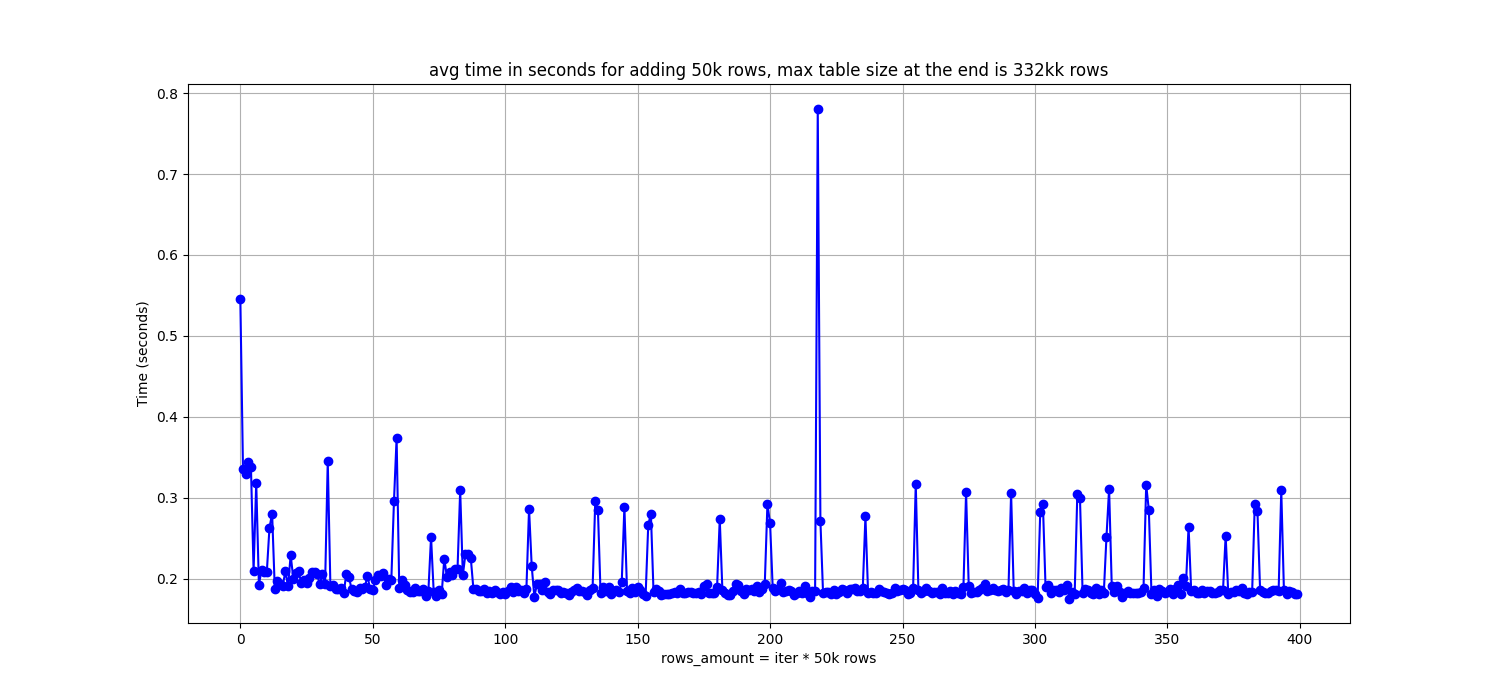 avg time in seconds for adding 50k rows, max table size at the end is 332kk rows
0.8
0.7
0.6
0.5
0.4
0.3
0.2
Time (seconds)
0 50 100 150 200 250 300 350 400
rows_amount = iter * 50k rows